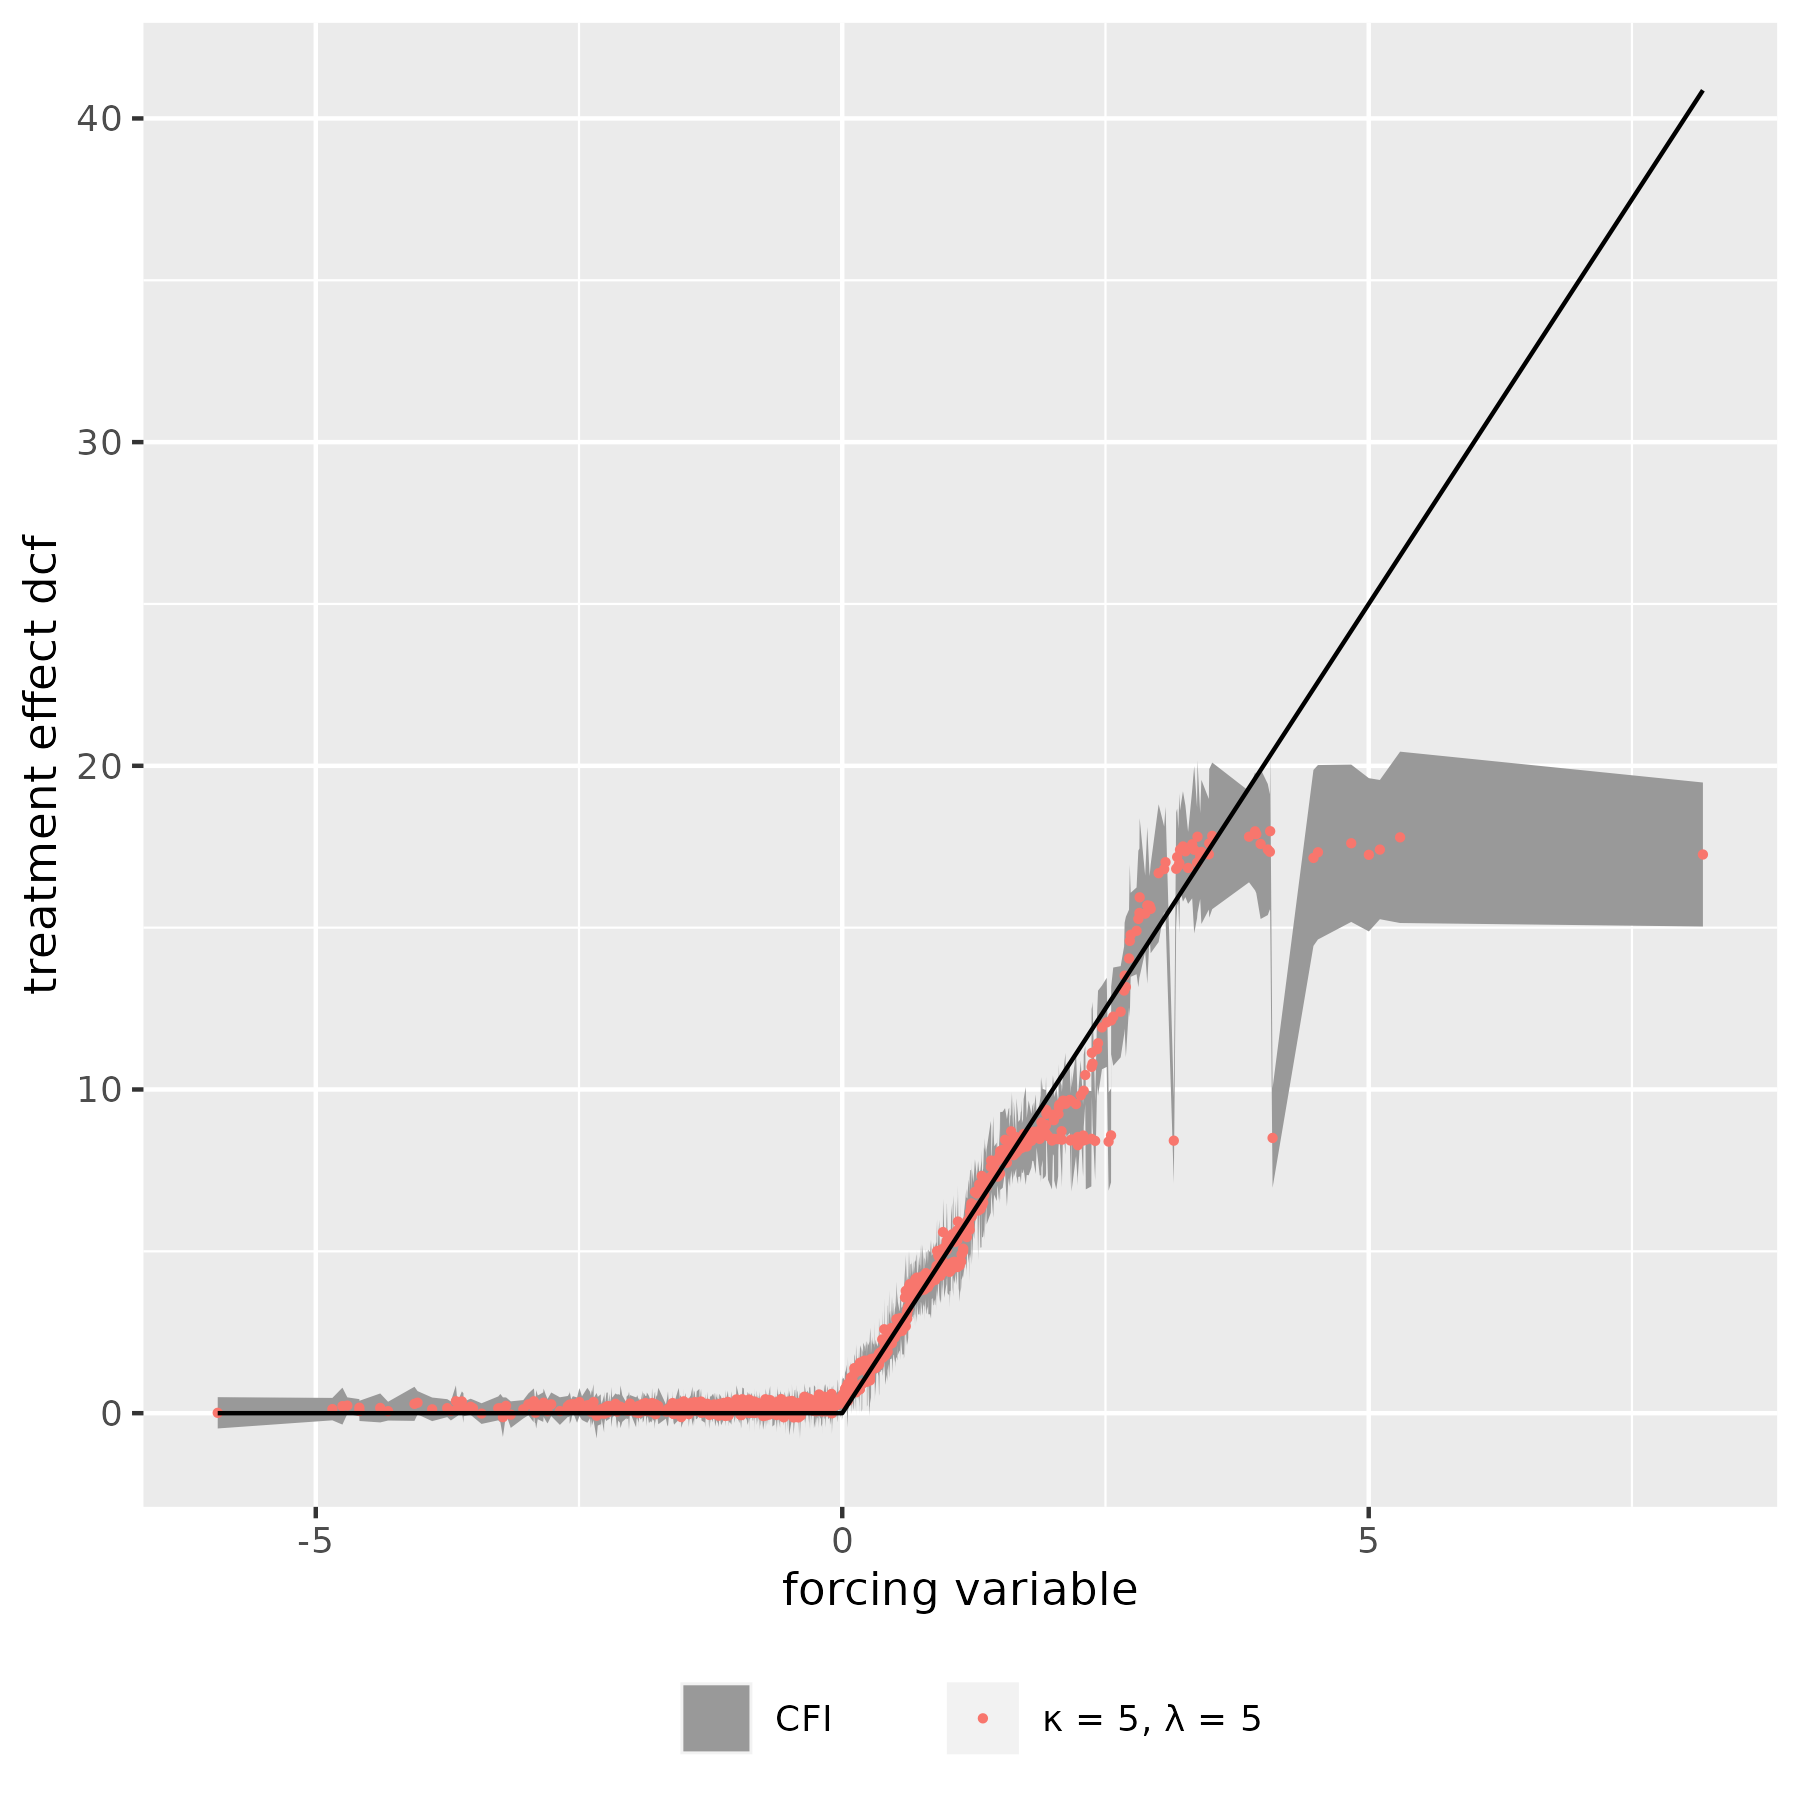 40
30
20
10
0
treatment effect dcf
-5
0
5
forcing variable
CFI
κ = 5, λ = 5